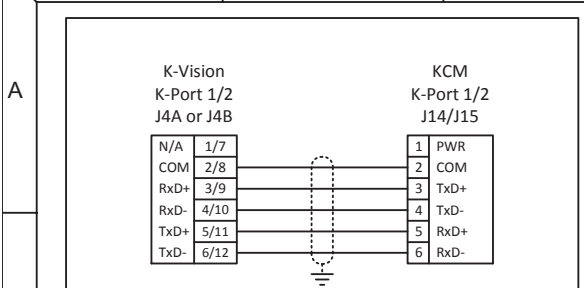 A
K-Vision
K-Port 1/2
J4A or J4B
KCM
K-Port 1/2
J14/J15
N/A 1/7
COM 2/8
RxD+ 3/9
RxD- 4/10
TxD+ 5/11
TxD- 6/12
1 PWR
2 COM
3 TxD+
4 TxD-
5 RxD+
6 RxD-